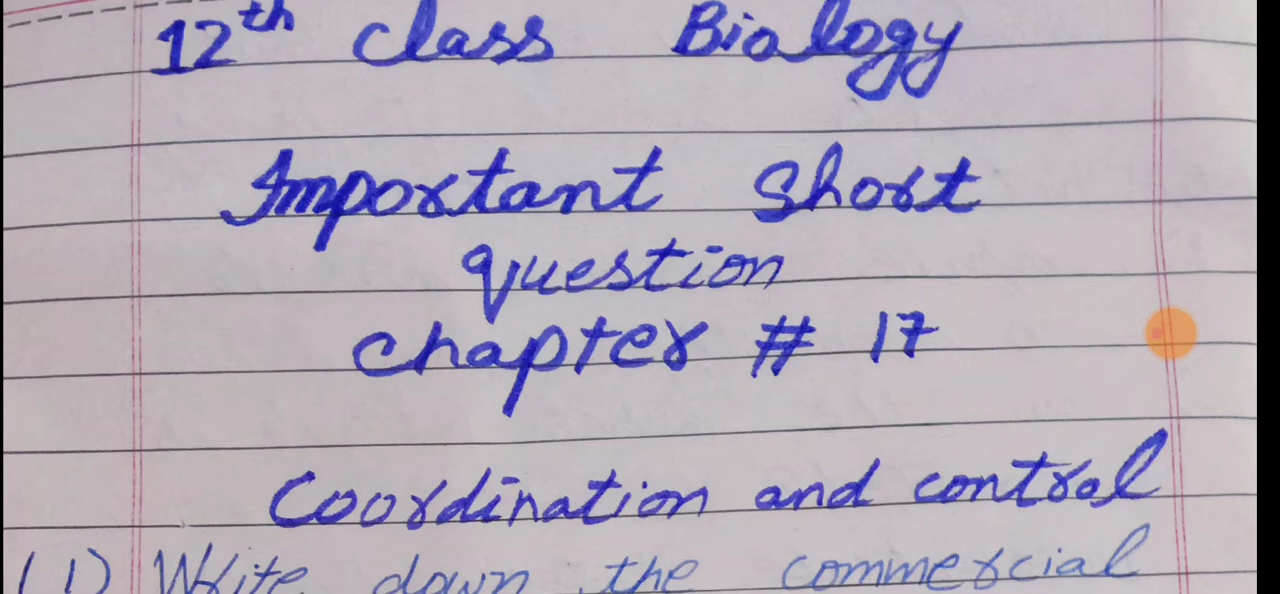 12th class Biology
Important short
question
chapter # 17
Coordination and control
(1) Write down the commercial